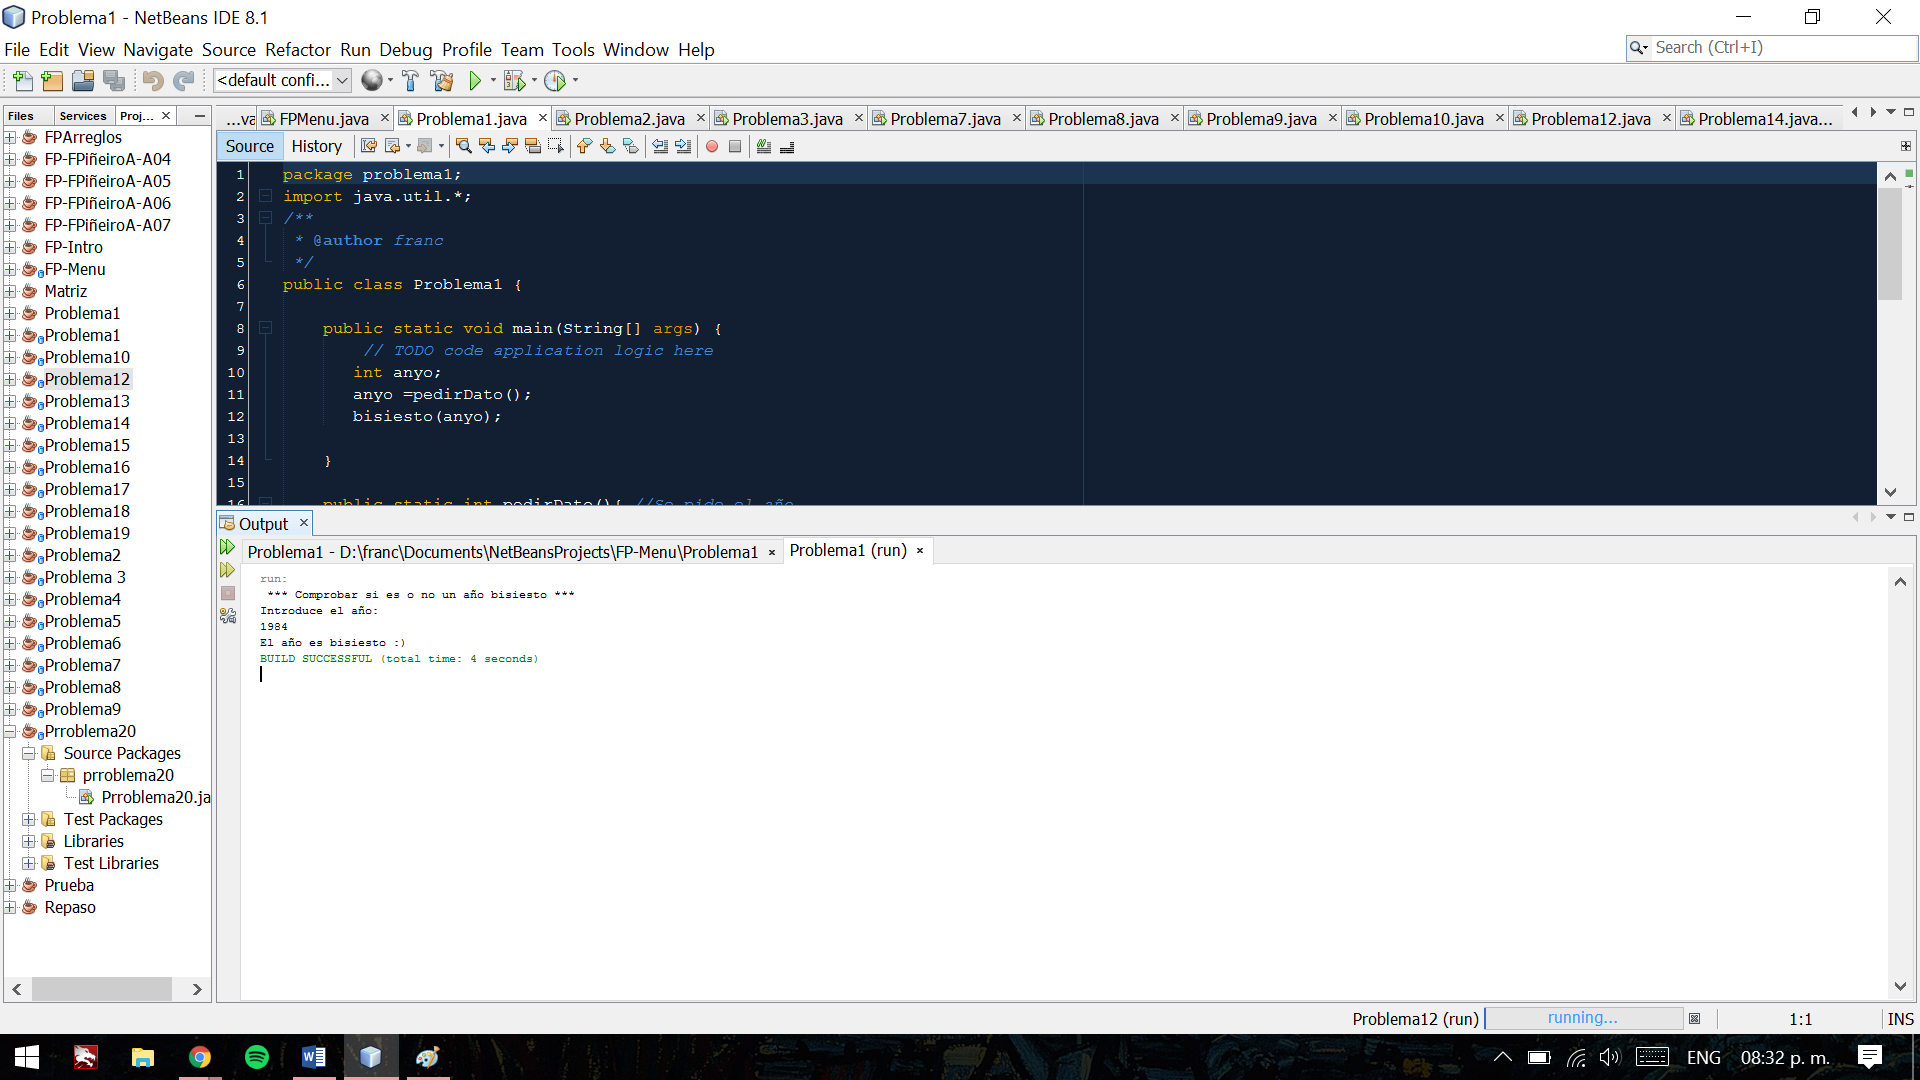 Problema1 - NetBeans IDE 8.1
File Edit View Navigate Source Refactor Run Debug Profile Team Tools Window Help
Search (Ctrl+I)
<default confi...
Files Services Proj...
...va FPMenu.java Problema1.java Problema2.java Problema3.java Problema7.java Problema8.java Problema9.java Problema10.java Problema12.java Problema14.java...
Source History
FPArreglos
FP-FPiñeiroA-A04
FP-FPiñeiroA-A05
FP-FPiñeiroA-A06
FP-FPiñeiroA-A07
FP-Intro
FP-Menu
Matriz
Problema1
Problema1
Problema10
Problema12
Problema13
Problema14
Problema15
Problema16
Problema17
Problema18
Problema19
Problema2
Problema 3
Problema4
Problema5
Problema6
Problema7
Problema8
Problema9
Prroblema20
Source Packages
prroblema20
Prroblema20.ja
Test Packages
Libraries
Test Libraries
Prueba
Repaso
1 package problema1;
2 import java.util.*;
3 /**
4 * @author franc
5 */
6 public class Problema1 {
7
8 public static void main(String[] args) {
9 // TODO code application logic here
10 int anyo;
11 anyo =pedirDato();
12 bisiesto(anyo);
13
14 }
15
16 public static int pedirDato(){ //Se pide el año
Output
Problema1 - D:\franc\Documents\NetBeansProjects\FP-Menu\Problema1 Problema1 (run)
run:
*** Comprobar si es o no un año bisiesto ***
Introduce el año:
1984
El año es bisiesto :)
BUILD SUCCESSFUL (total time: 4 seconds)
Problema12 (run) running... 1:1 INS
ENG 08:32 p. m.